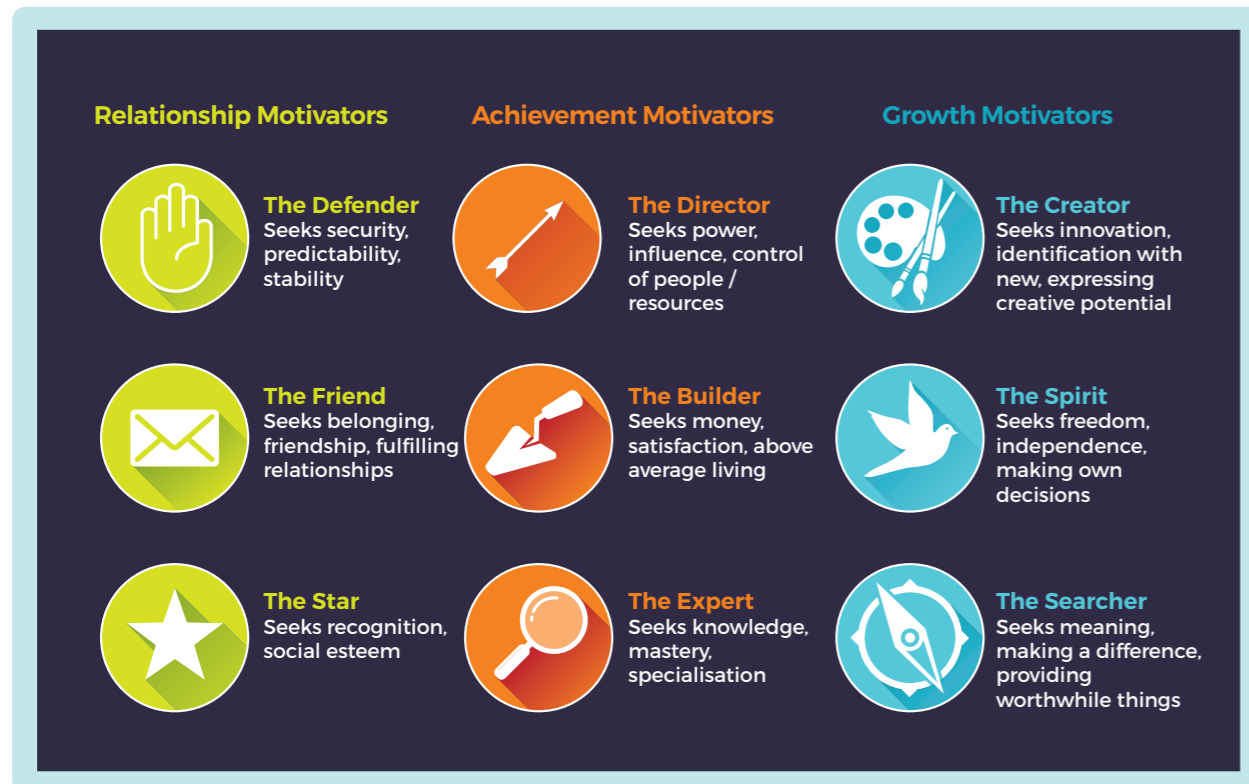 Relationship Motivators
The Defender
Seeks security,
predictability,
stability
The Friend
Seeks belonging,
friendship, fulfilling
relationships
The Star
Seeks recognition,
social esteem
Achievement Motivators
The Director
Seeks power,
influence, control
of people /
resources
The Builder
Seeks money,
satisfaction, above
average living
The Expert
Seeks knowledge,
mastery,
specialisation
Growth Motivators
The Creator
Seeks innovation,
identification with
new, expressing
creative potential
The Spirit
Seeks freedom,
independence,
making own
decisions
The Searcher
Seeks meaning,
making a difference,
providing
worthwhile things